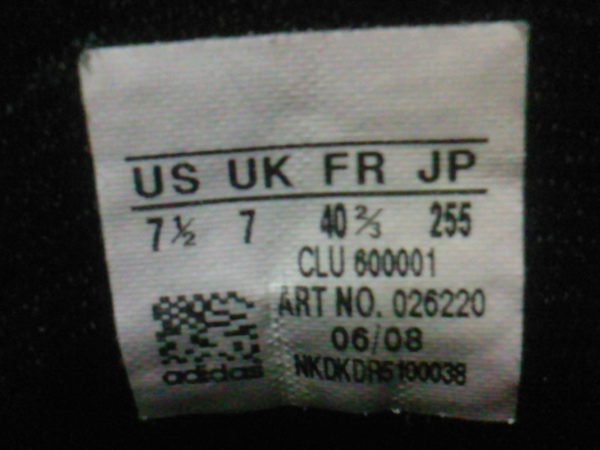 US UK FR JP
7½ 7 40⅔ 255
CLU 600001
ART NO. 026220
06/08
adidas NKDKDR5100038